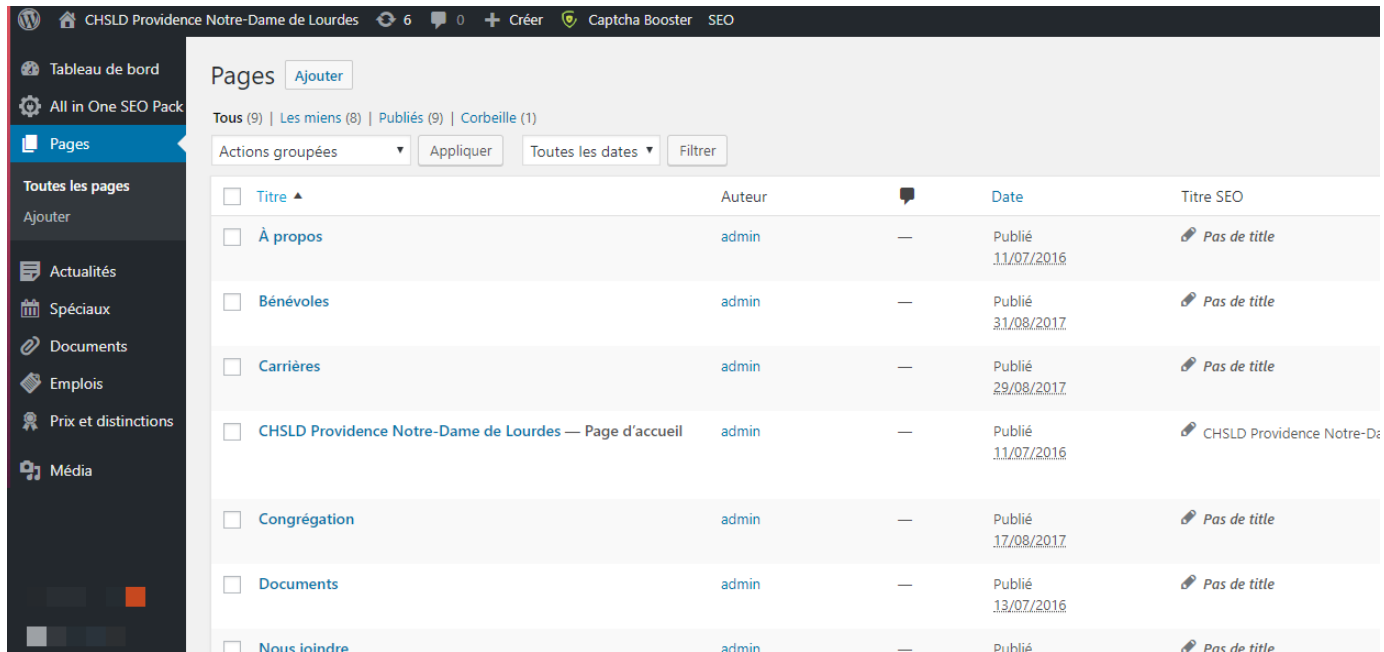 CHSLD Providence Notre-Dame de Lourdes 6 0 Créer Captcha Booster SEO
Tableau de bord
All in One SEO Pack
Pages
Toutes les pages
Ajouter
Actualités
Spéciaux
Documents
Emplois
Prix et distinctions
Média
Pages Ajouter
Tous (9) | Les miens (8) | Publiés (9) | Corbeille (1)
Actions groupées Appliquer Toutes les dates Filtrer
Titre Auteur Date Titre SEO
À propos admin — Publié Pas de title
11/07/2016
Bénévoles admin — Publié Pas de title
31/08/2017
Carrières admin — Publié Pas de title
29/08/2017
CHSLD Providence Notre-Dame de Lourdes — Page d'accueil admin — Publié CHSLD Providence Notre-Da
11/07/2016
Congrégation admin — Publié Pas de title
17/08/2017
Documents admin — Publié Pas de title
13/07/2016
Nous joindre admin — Publié Pas de title